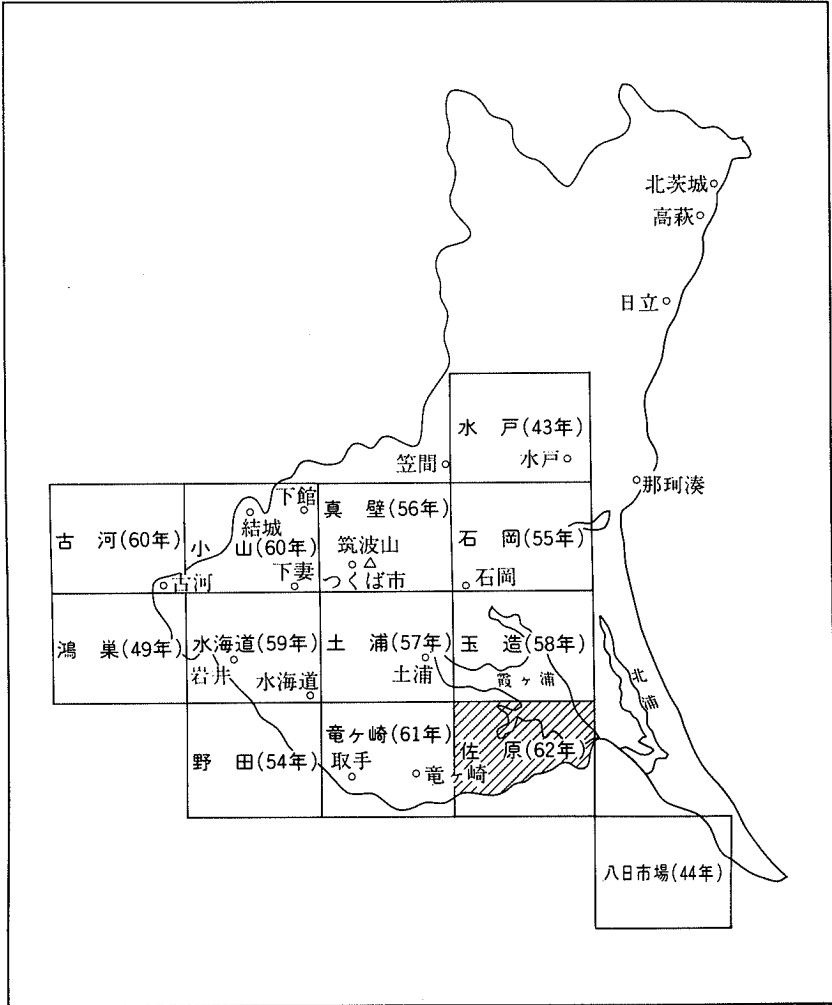 北茨城
高萩
日立
水 戸(43年)
笠間
水戸
那珂湊
下館
真 壁(56年)
結城
古 河(60年)
小 山(60年)
石 岡(55年)
筑波山
古河
下妻
つくば市
石岡
鴻 巣(49年)
水海道(59年)
土 浦(57年)
玉 造(58年)
岩井
水海道
土浦
霞ヶ浦
北浦
竜ヶ崎(61年)
野 田(54年)
取手
竜ヶ崎
佐 原(62年)
八日市場(44年)